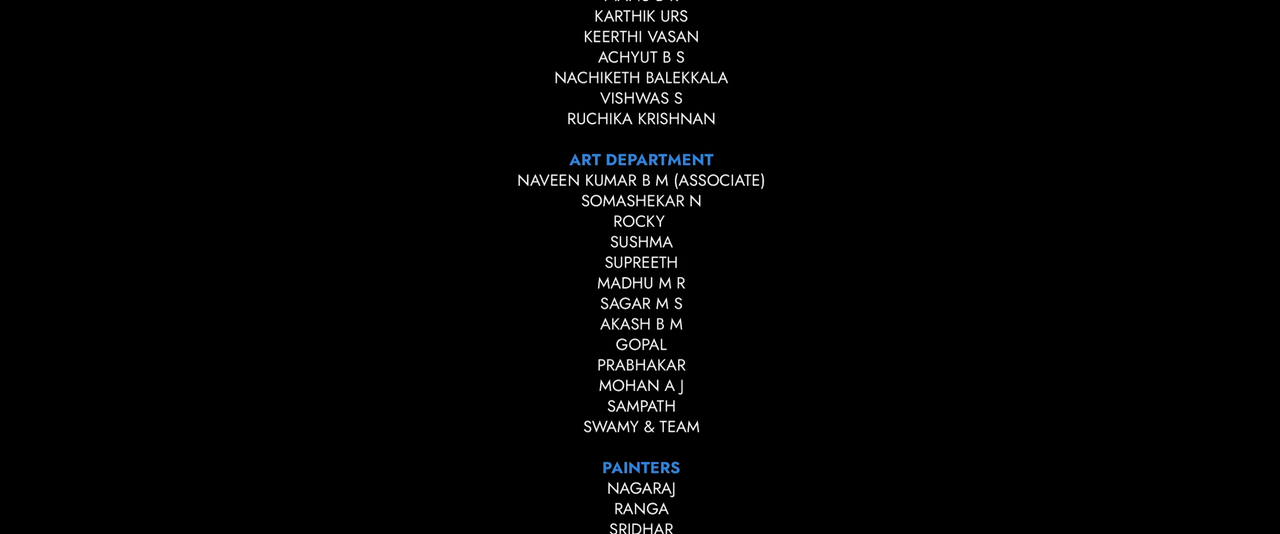 KARTHIK URS
KEERTHI VASAN
ACHYUT B S
NACHIKETH BALEKKALA
VISHWAS S
RUCHIKA KRISHNAN
ART DEPARTMENT
NAVEEN KUMAR B M (ASSOCIATE)
SOMASHEKAR N
ROCKY
SUSHMA
SUPREETH
MADHU M R
SAGAR M S
AKASH B M
GOPAL
PRABHAKAR
MOHAN A J
SAMPATH
SWAMY & TEAM
PAINTERS
NAGARAJ
RANGA
SRIDHAR